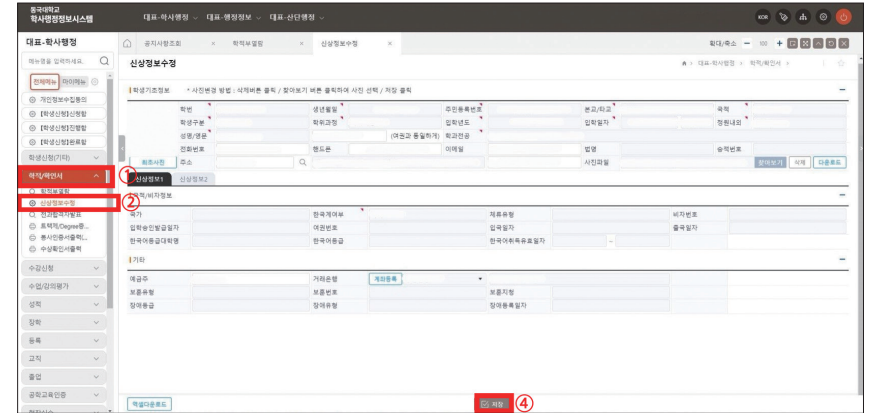 동국대학교
학사행정정보시스템
대표-학사행정 대표-행정정보 대표-산단행정
KOR
대표-학사행정
공지사항조회 × 학적부열람 × 신상정보수정 ×
확대/축소 - 100 +
메뉴명을 입력하세요.
신상정보수정
대표-학사행정 > 학적/확인서 >
전체메뉴 마이메뉴
학생기초정보 * 사진변경 방법 : 삭제버튼 클릭 / 찾아보기 버튼 클릭하여 사진 선택 / 저장 클릭
개인정보수집동의
[학생신청]신청함
[학생신청]진행함
[학생신청]완료함
학번 생년월일 주민등록번호 본교/타교 국적
학생구분 학위과정 입학년도 입학일자 정원내외
성명/영문 (여권과 동일하게) 학과전공
전화번호 핸드폰 이메일 법명 승적번호
최초사진 주소 사진파일 찾아보기 삭제 다운로드
학생신청(기타)
학적/확인서 ①
신상정보1 신상정보2
학적부열람
신상정보수정 ②
전과합격자발표
트랙제/Degree증...
봉사인증서출력(...
수상확인서출력
국적/비자정보
국가 한국계여부 체류유형 비자번호
입학승인발급일자 여권번호 입국일자 출국일자
한국어등급대학명 한국어등급 한국어취득유효일자 -
기타
예금주 거래은행 계좌등록
보훈유형 보훈번호 보훈지청
장애등급 장애유형 장애등록일자
수강신청
수업/강의평가
성적
장학
등록
교직
졸업
공학교육인증
엑셀다운로드 저장 ④